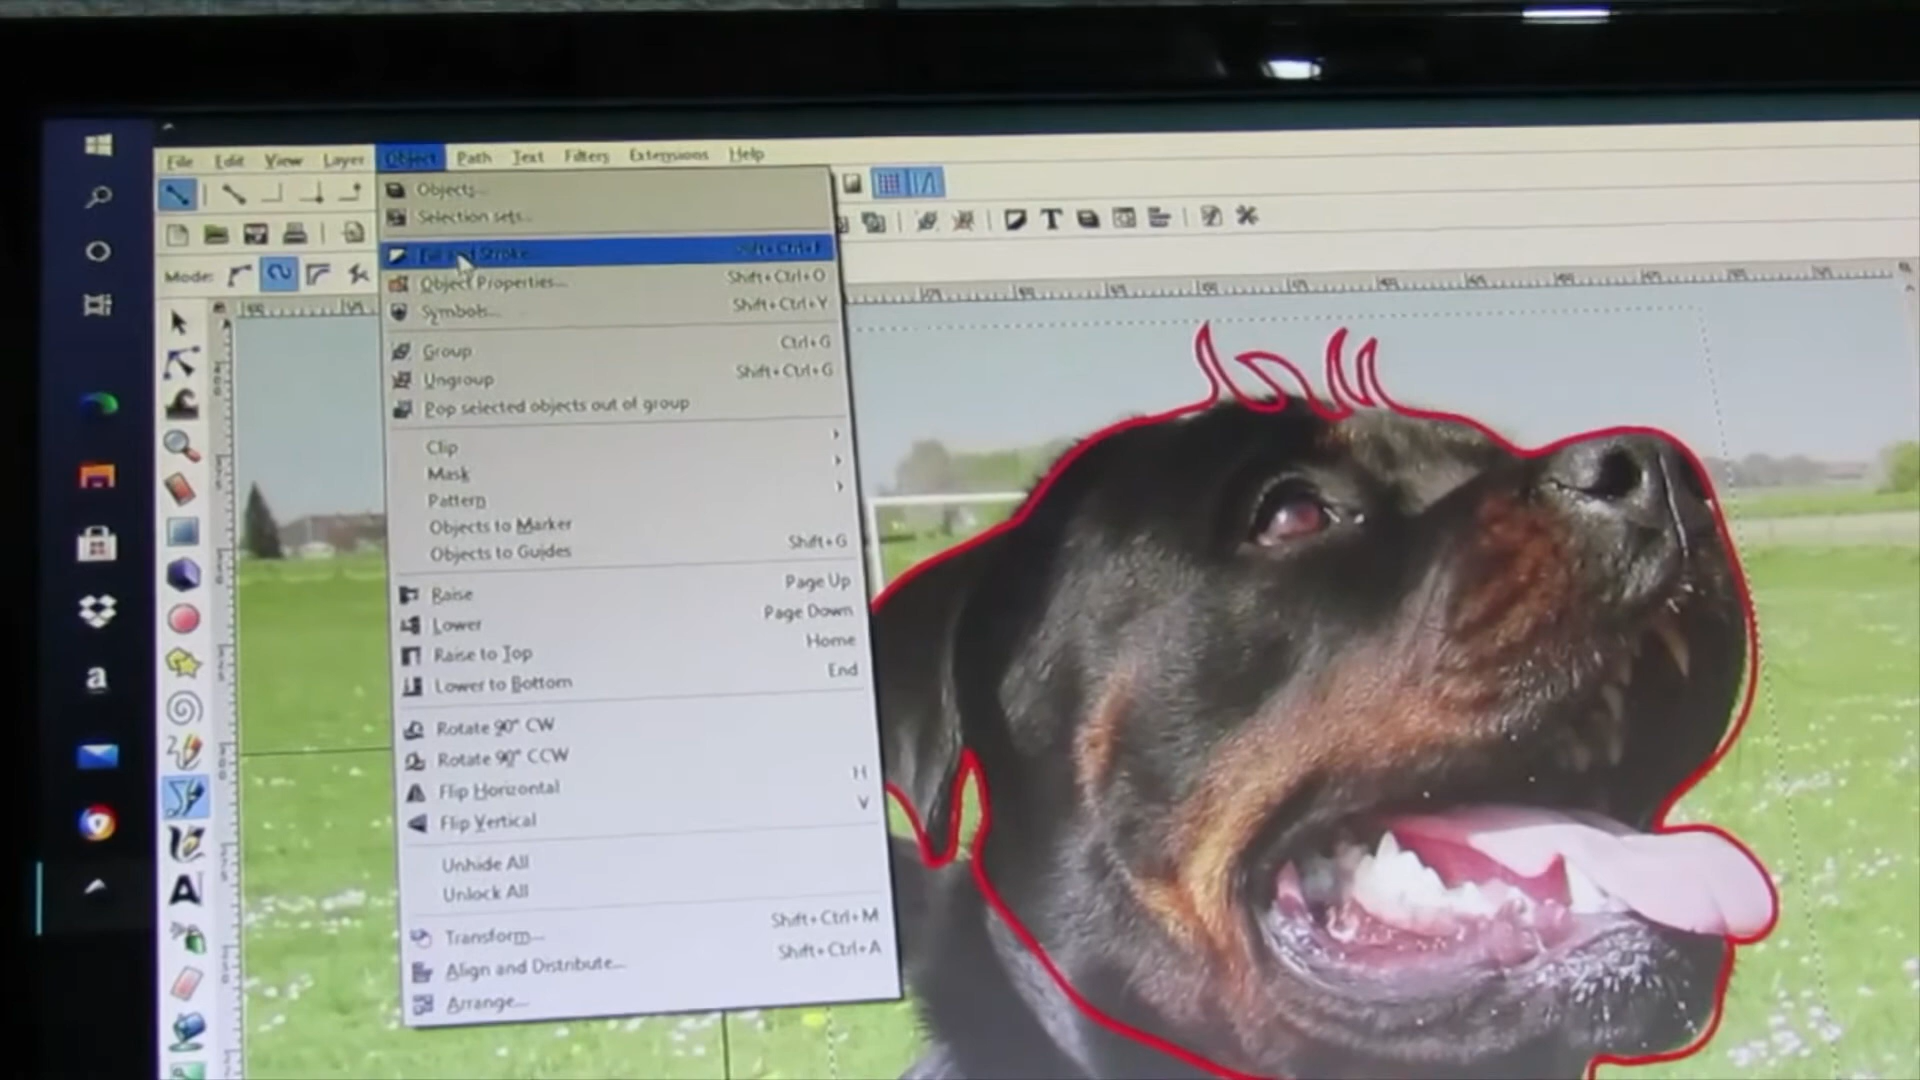 File Edit View Layer Object Path Text Filters Extensions Help
Objects...
Selection sets...
Fill and Stroke... Shift+Ctrl+F
Object Properties... Shift+Ctrl+O
Symbols... Shift+Ctrl+Y
Group Ctrl+G
Ungroup Shift+Ctrl+G
Pop selected objects out of group
Clip
Mask
Pattern
Objects to Marker
Objects to Guides Shift+G
Raise Page Up
Lower Page Down
Raise to Top Home
Lower to Bottom End
Rotate 90° CW
Rotate 90° CCW
Flip Horizontal H
Flip Vertical V
Unhide All
Unlock All
Transform... Shift+Ctrl+M
Align and Distribute... Shift+Ctrl+A
Arrange...
Mode: